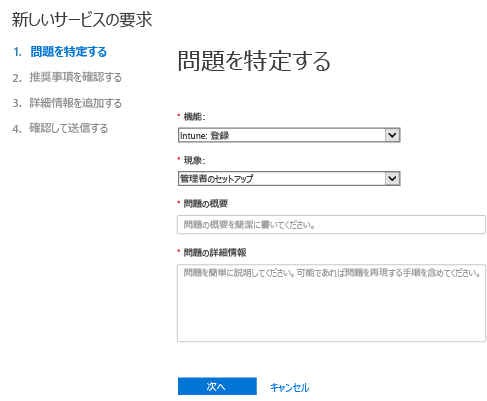 新しいサービスの要求
1. 問題を特定する
2. 推奨事項を確認する
3. 詳細情報を追加する
4. 確認して送信する
問題を特定する
* 機能:
Intune: 登録
* 現象:
管理者のセットアップ
* 問題の概要
問題の概要を簡潔に書いてください。
* 問題の詳細情報
問題を簡単に説明してください。可能であれば問題を再現する手順を含めてください。
次へ キャンセル